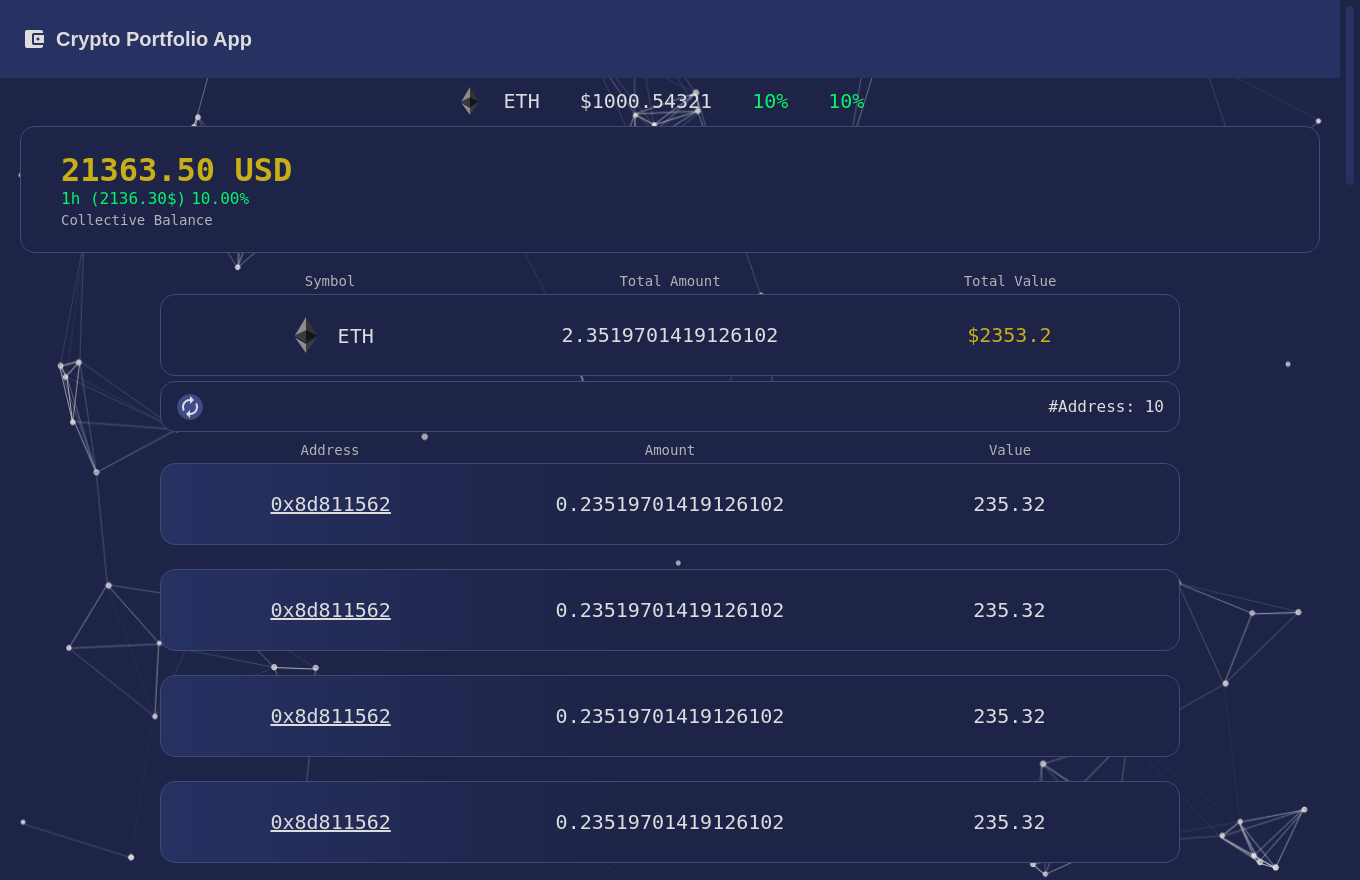 Crypto Portfolio App
ETH $1000.54321 10% 10%
21363.50 USD
1h (2136.30$) 10.00%
Collective Balance
Symbol Total Amount Total Value
ETH 2.3519701419126102 $2353.2
#Address: 10
Address Amount Value
0x8d811562 0.23519701419126102 235.32
0x8d811562 0.23519701419126102 235.32
0x8d811562 0.23519701419126102 235.32
0x8d811562 0.23519701419126102 235.32